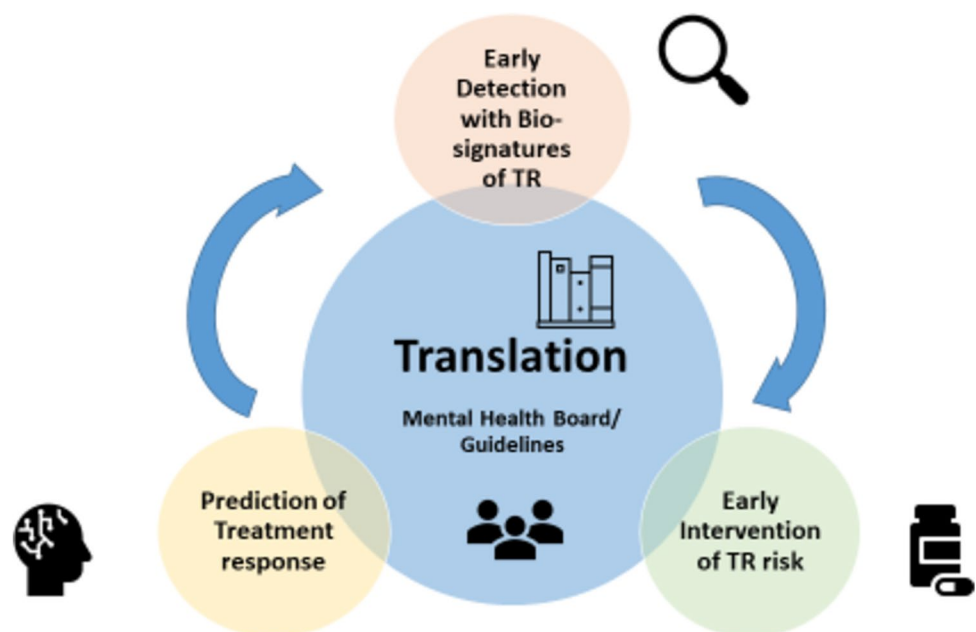 Early
Detection
with Bio-
signatures
of TR
Translation
Mental Health Board/
Guidelines
Prediction of
Treatment
response
Early
Intervention
of TR risk